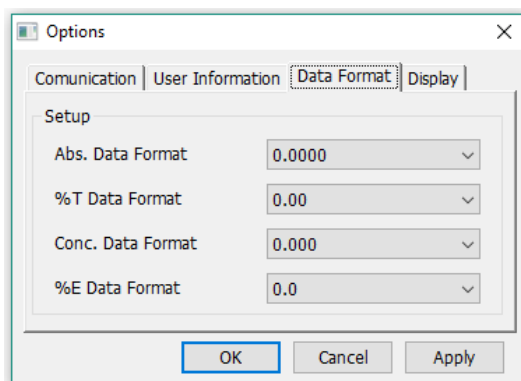 Options
Comunication User Information Data Format Display
Setup
Abs. Data Format 0.0000
%T Data Format 0.00
Conc. Data Format 0.000
%E Data Format 0.0
OK Cancel Apply